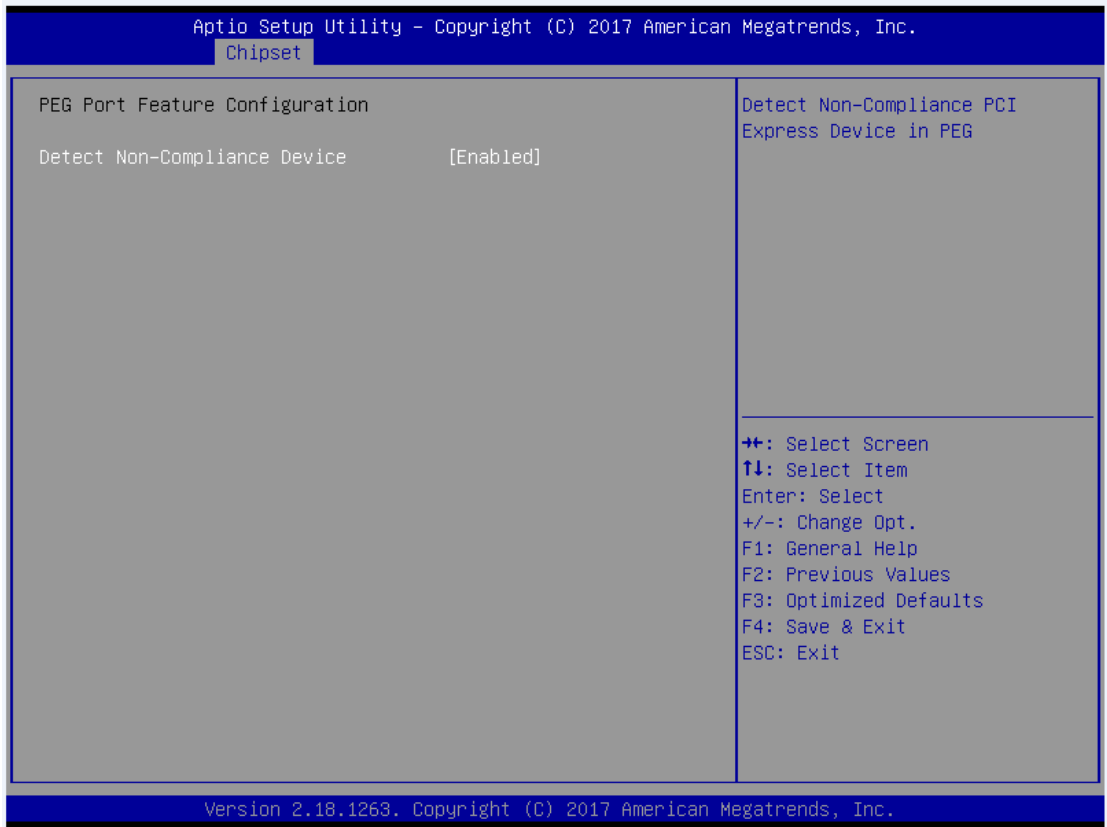 Aptio Setup Utility – Copyright (C) 2017 American Megatrends, Inc.
Chipset
PEG Port Feature Configuration
Detect Non-Compliance Device [Enabled]
Detect Non-Compliance PCI
Express Device in PEG
→←: Select Screen
↑↓: Select Item
Enter: Select
+/-: Change Opt.
F1: General Help
F2: Previous Values
F3: Optimized Defaults
F4: Save & Exit
ESC: Exit
Version 2.18.1263. Copyright (C) 2017 American Megatrends, Inc.